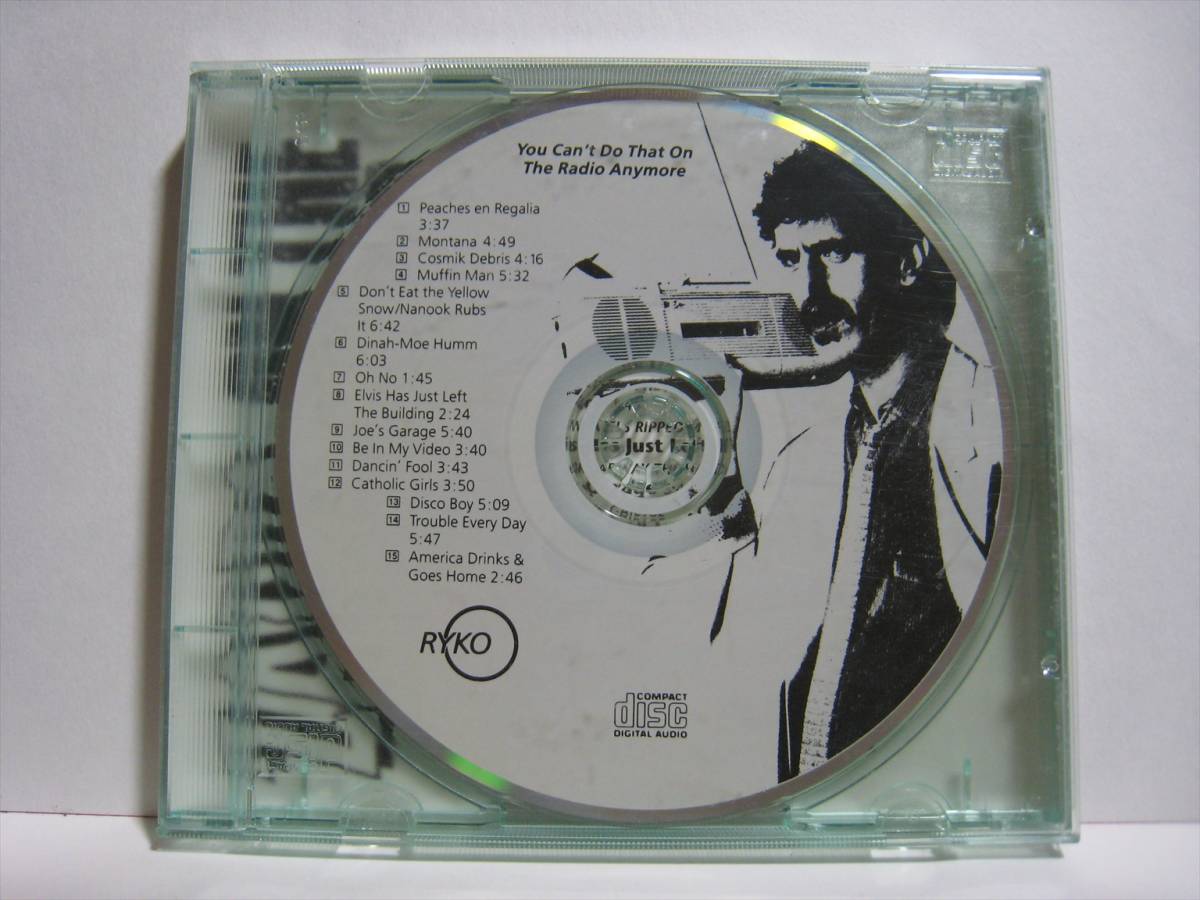 You Can't Do That On
The Radio Anymore
1 Peaches en Regalia
3:37
2 Montana 4:49
3 Cosmik Debris 4:16
4 Muffin Man 5:32
5 Don't Eat the Yellow
Snow/Nanook Rubs
It 6:42
6 Dinah-Moe Humm
6:03
7 Oh No 1:45
8 Elvis Has Just Left
The Building 2:24
9 Joe's Garage 5:40
10 Be In My Video 3:40
11 Dancin' Fool 3:43
12 Catholic Girls 3:50
13 Disco Boy 5:09
14 Trouble Every Day
5:47
15 America Drinks &
Goes Home 2:46
RYKO
COMPACT
disc
DIGITAL AUDIO
RIPPED
Just
disc